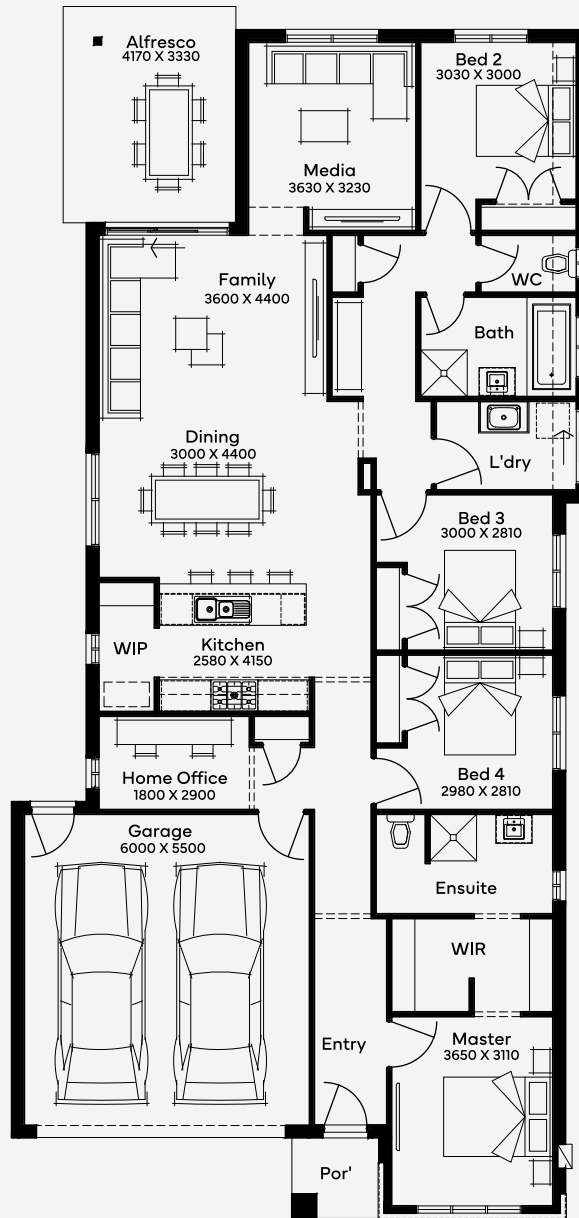 Alfresco
4170 X 3330
Bed 2
3030 X 3000
Media
3630 X 3230
WC
Family
3600 X 4400
Bath
Dining
3000 X 4400
L'dry
Bed 3
3000 X 2810
WIP
Kitchen
2580 X 4150
Home Office
1800 X 2900
Bed 4
2980 X 2810
Garage
6000 X 5500
Ensuite
WIR
Entry
Master
3650 X 3110
Por'